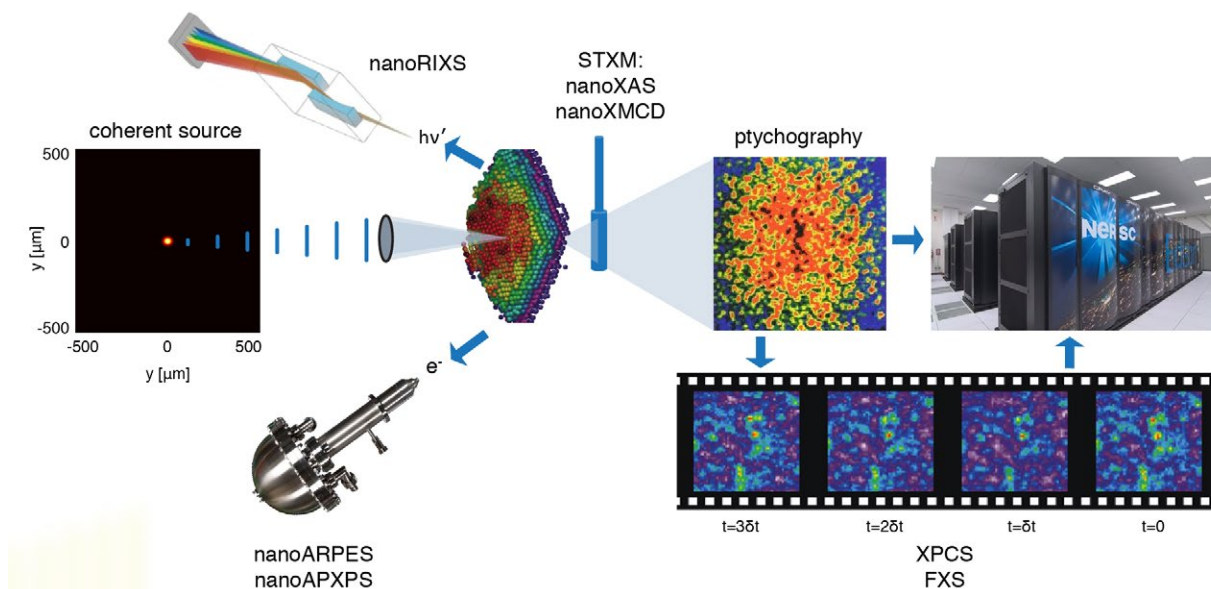 nanoRIXS
STXM:
nanoXAS
nanoXMCD
coherent source
hν′
ptychography
500
0
-500
y [µm]
-500
0
500
y [µm]
NERSC
e-
t=3δt
t=2δt
t=δt
t=0
nanoARPES
nanoAPXPS
XPCS
FXS